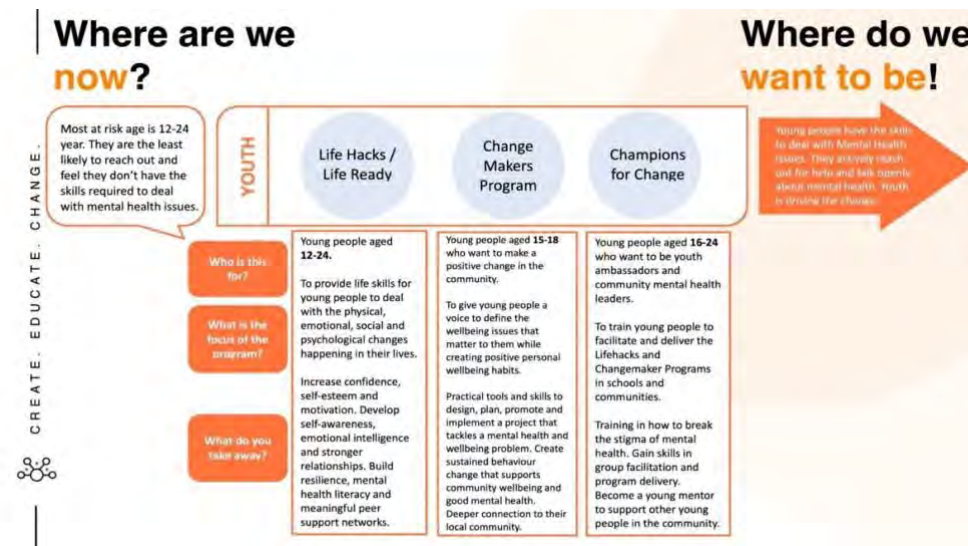 Where are we
now?
Where do we
want to be!
CREATE. EDUCATE. CHANGE.
Most at risk age is 12-24
year. They are the least
likely to reach out and
feel they don't have the
skills required to deal
with mental health issues.
YOUTH
Life Hacks /
Life Ready
Change
Makers
Program
Champions
for Change
Young people have the skills
to deal with Mental Health
issues. They actively reach
out for help and talk openly
about mental health. Youth
is driving the change.
Who is this
for?
What is the
focus of the
program?
What do you
take away?
Young people aged
12-24.
To provide life skills for
young people to deal
with the physical,
emotional, social and
psychological changes
happening in their lives.
Increase confidence,
self-esteem and
motivation. Develop
self-awareness,
emotional intelligence
and stronger
relationships. Build
resilience, mental
health literacy and
meaningful peer
support networks.
Young people aged 15-18
who want to make a
positive change in the
community.
To give young people a
voice to define the
wellbeing issues that
matter to them while
creating positive personal
wellbeing habits.
Practical tools and skills to
design, plan, promote and
implement a project that
tackles a mental health and
wellbeing problem. Create
sustained behaviour
change that supports
community wellbeing and
good mental health.
Deeper connection to their
local community.
Young people aged 16-24
who want to be youth
ambassadors and
community mental health
leaders.
To train young people to
facilitate and deliver the
Lifehacks and
Changemaker Programs
in schools and
communities.
Training in how to break
the stigma of mental
health. Gain skills in
group facilitation and
program delivery.
Become a young mentor
to support other young
people in the community.